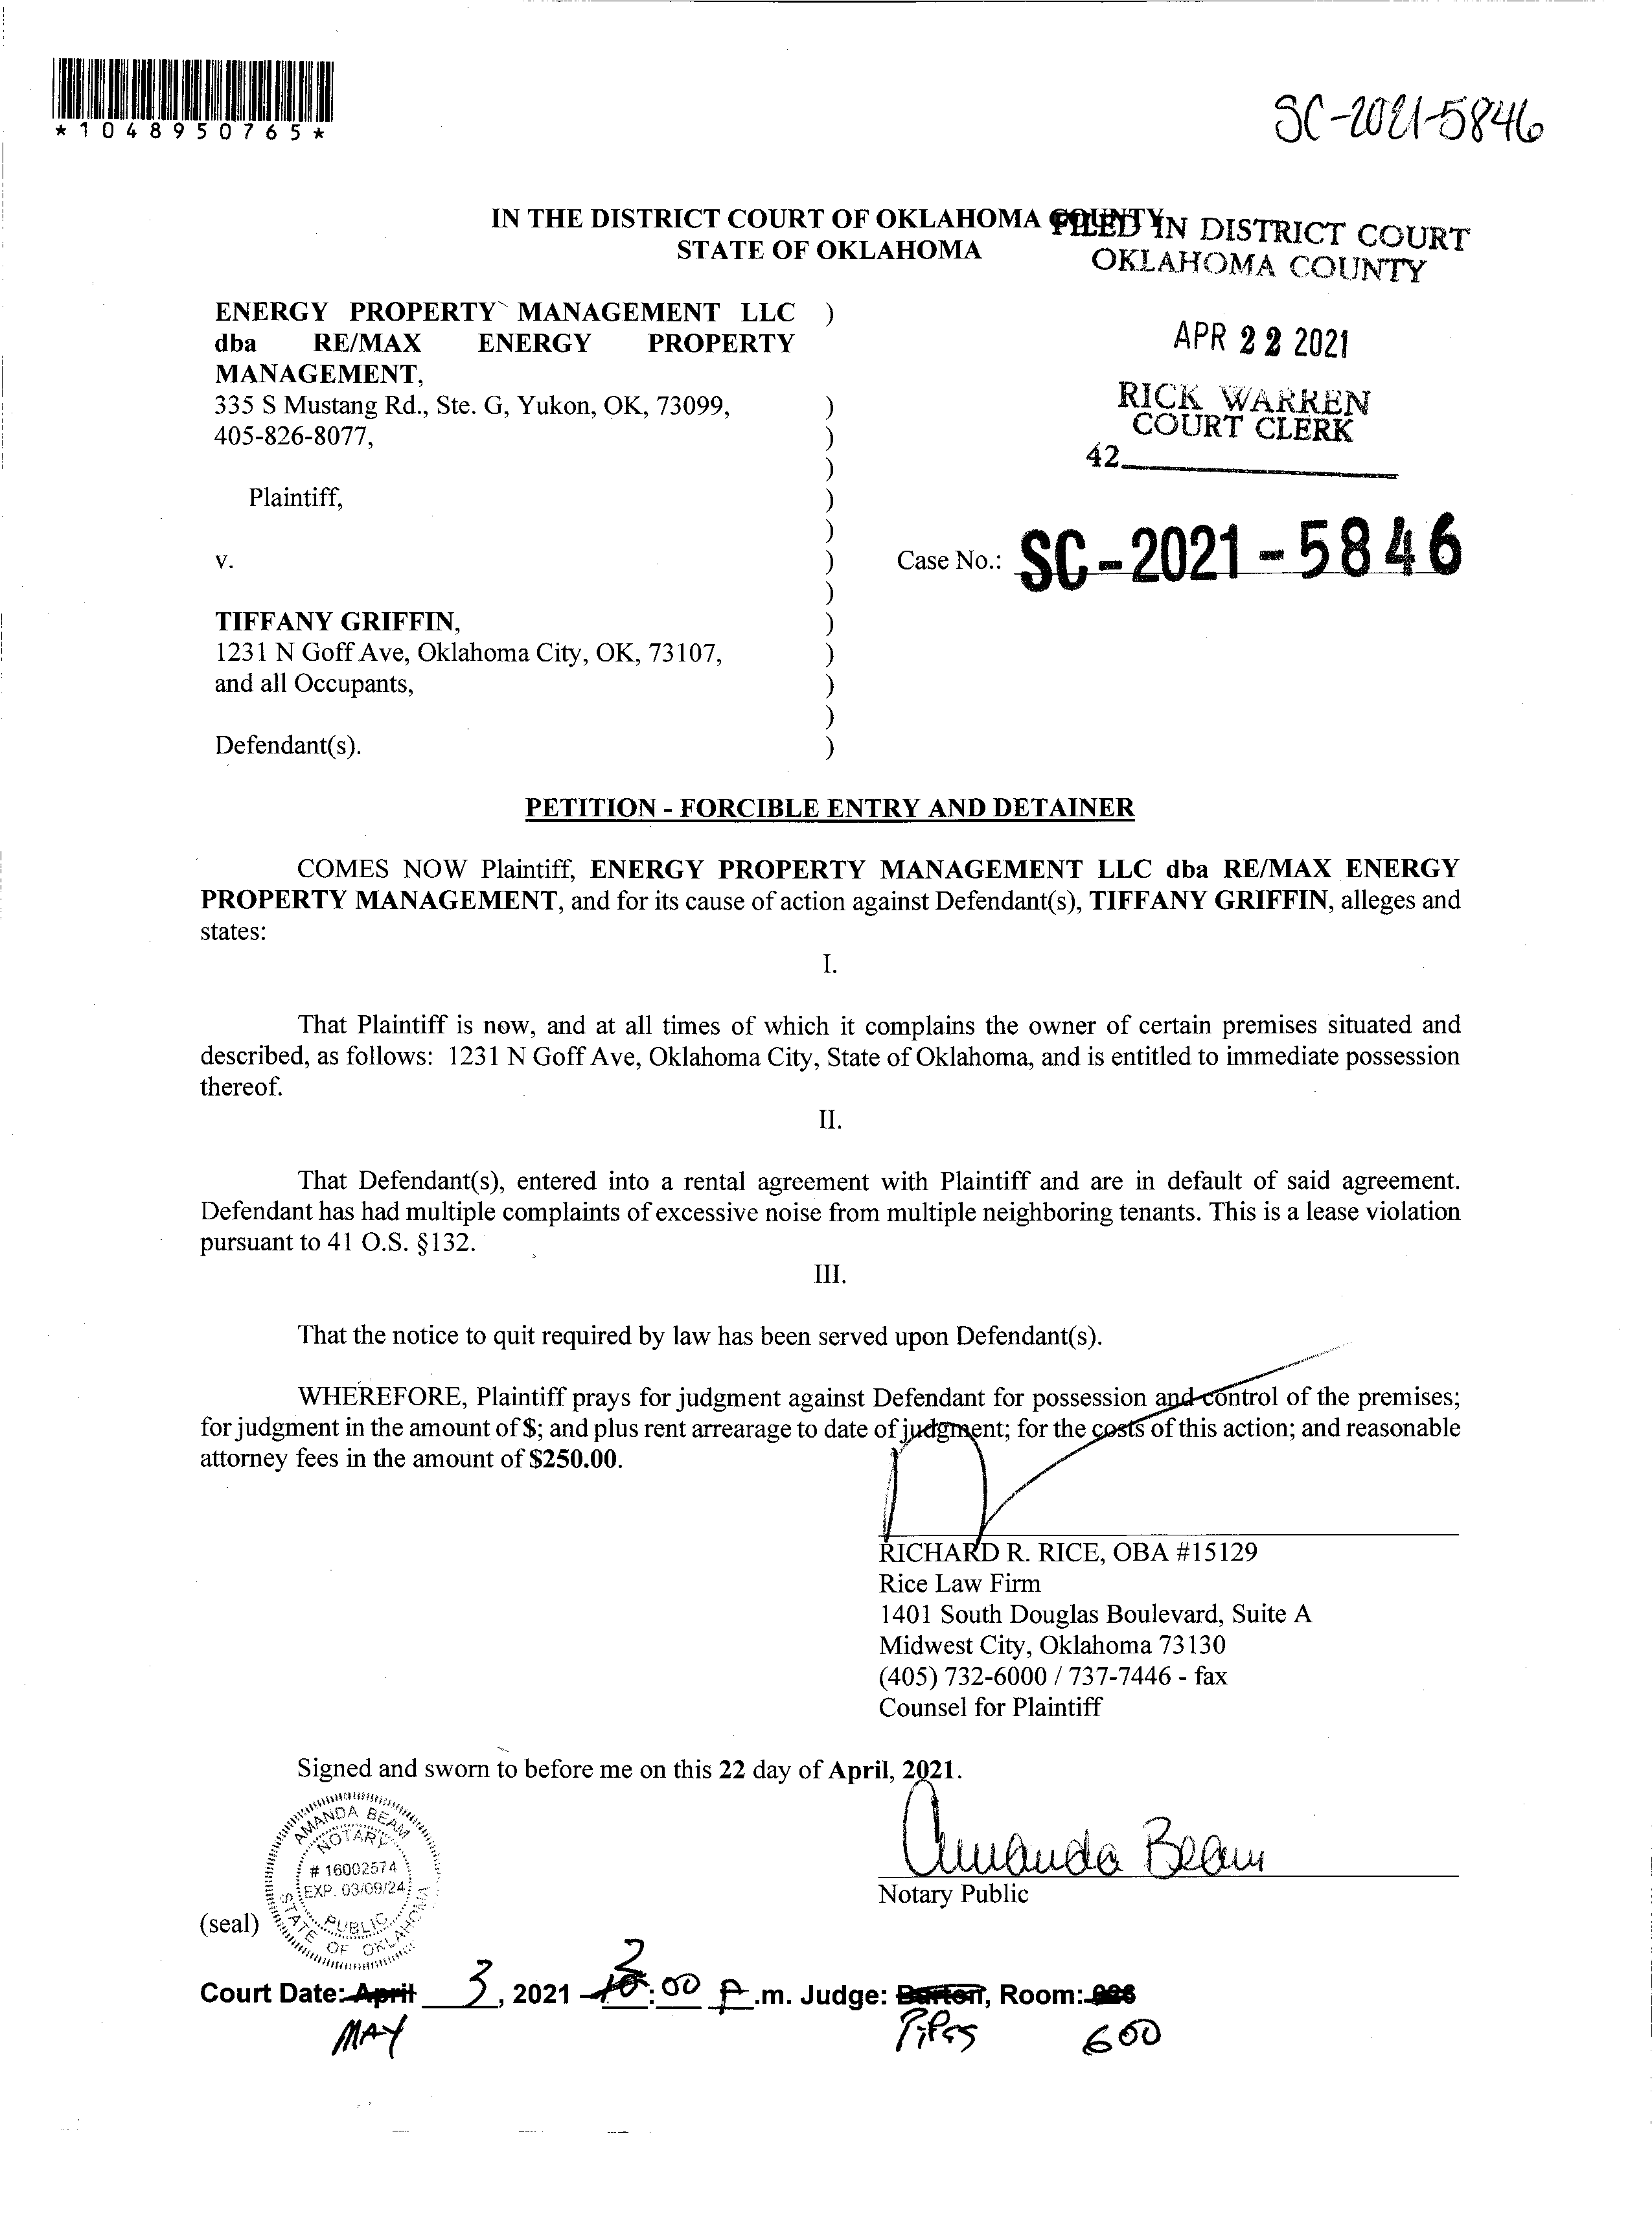 *1048950765*
SC-2021-5846
IN THE DISTRICT COURT OF OKLAHOMA COUNTY
STATE OF OKLAHOMA
FILED IN DISTRICT COURT
OKLAHOMA COUNTY
APR 22 2021
RICK WARREN
COURT CLERK
42
ENERGY PROPERTY MANAGEMENT LLC )
dba RE/MAX ENERGY PROPERTY
MANAGEMENT,
335 S Mustang Rd., Ste. G, Yukon, OK, 73099, )
405-826-8077, )
)
Plaintiff, )
)
v. ) Case No.: SC-2021-5846
)
TIFFANY GRIFFIN, )
1231 N Goff Ave, Oklahoma City, OK, 73107, )
and all Occupants, )
)
Defendant(s). )
PETITION - FORCIBLE ENTRY AND DETAINER
COMES NOW Plaintiff, ENERGY PROPERTY MANAGEMENT LLC dba RE/MAX ENERGY
PROPERTY MANAGEMENT, and for its cause of action against Defendant(s), TIFFANY GRIFFIN, alleges and
states:
I.
That Plaintiff is now, and at all times of which it complains the owner of certain premises situated and
described, as follows: 1231 N Goff Ave, Oklahoma City, State of Oklahoma, and is entitled to immediate possession
thereof.
II.
That Defendant(s), entered into a rental agreement with Plaintiff and are in default of said agreement.
Defendant has had multiple complaints of excessive noise from multiple neighboring tenants. This is a lease violation
pursuant to 41 O.S. §132.
III.
That the notice to quit required by law has been served upon Defendant(s).
WHEREFORE, Plaintiff prays for judgment against Defendant for possession and control of the premises;
for judgment in the amount of $; and plus rent arrearage to date of judgment; for the costs of this action; and reasonable
attorney fees in the amount of $250.00.
RICHARD R. RICE, OBA #15129
Rice Law Firm
1401 South Douglas Boulevard, Suite A
Midwest City, Oklahoma 73130
(405) 732-6000 / 737-7446 - fax
Counsel for Plaintiff
Signed and sworn to before me on this 22 day of April, 2021.
AMANDA BEAM
NOTARY
# 16002574
EXP. 03/09/24
PUBLIC
STATE OF OKLAHOMA
Amanda Beam
Notary Public
(seal)
2
Court Date: April 3, 2021 - :00 P.m. Judge: Barton, Room:
MAY Pipes 600